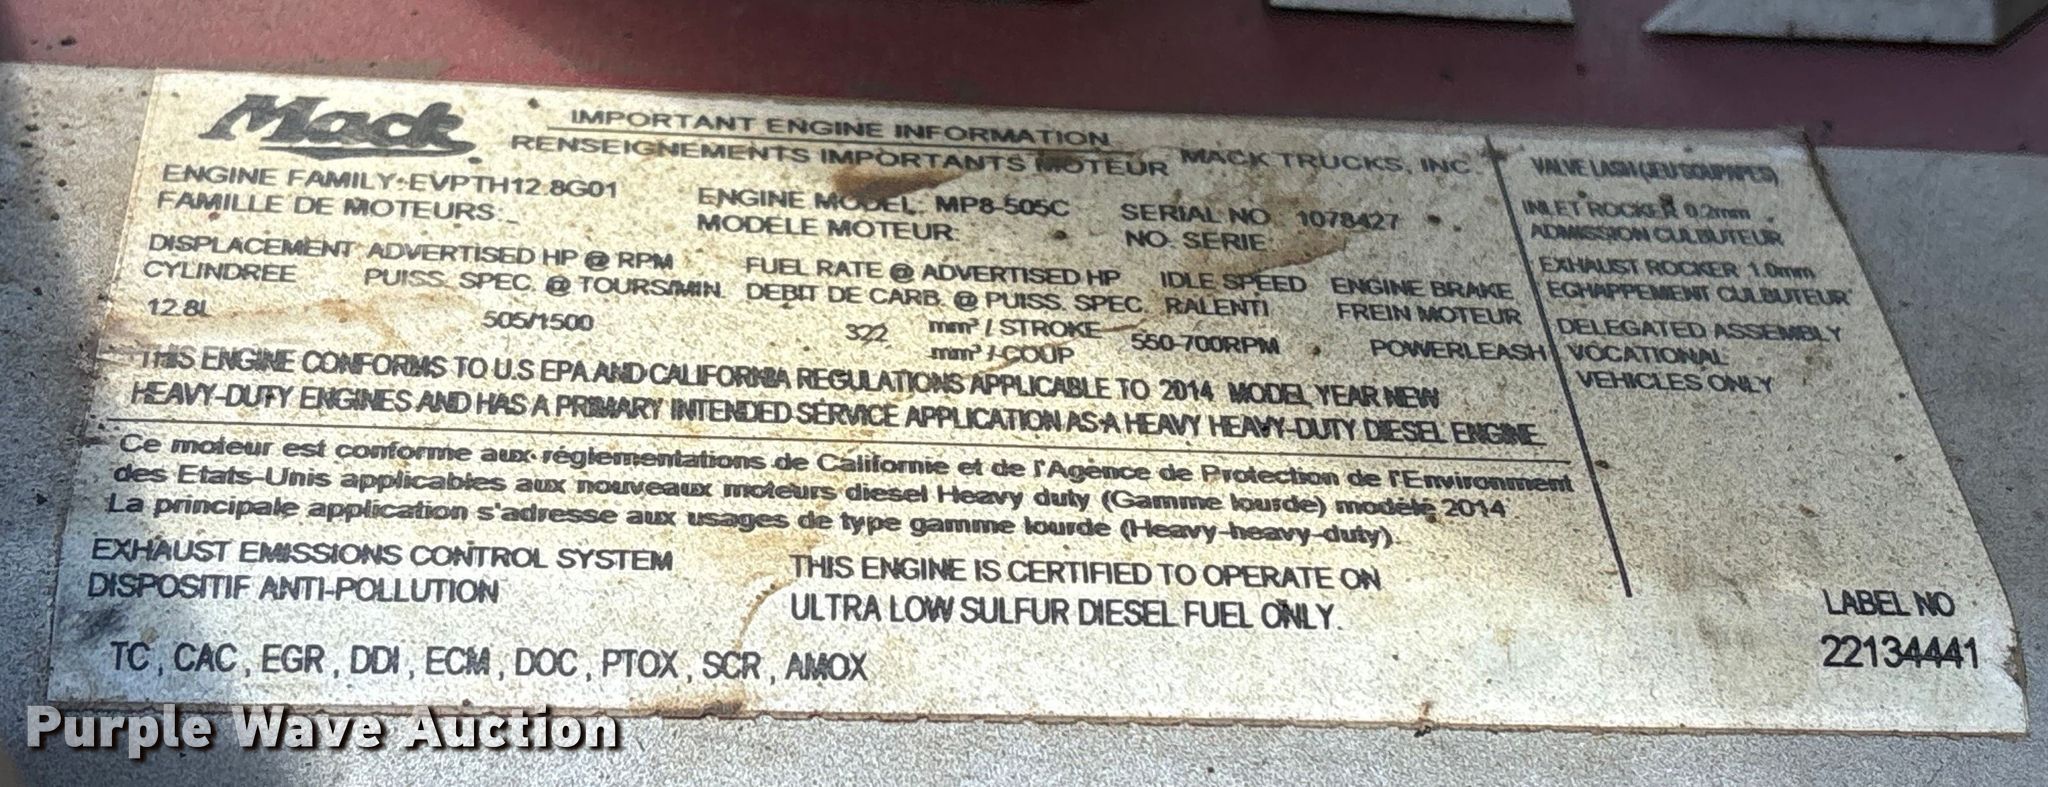 Mack
IMPORTANT ENGINE INFORMATION
RENSEIGNEMENTS IMPORTANTS MOTEUR MACK TRUCKS, INC.
ENGINE FAMILY: EVPTH12.8G01 ENGINE MODEL: MP8-505C SERIAL NO. 1078427
FAMILLE DE MOTEURS: MODÈLE MOTEUR: NO. SERIE:
DISPLACEMENT ADVERTISED HP @ RPM FUEL RATE @ ADVERTISED HP IDLE SPEED ENGINE BRAKE
CYLINDREE PUISS. SPEC. @ TOURS/MIN. DEBIT DE CARB. @ PUISS. SPEC. RALENTI FREIN MOTEUR
12.8L 505/1500 322 mm³ / STROKE 550-700RPM POWERLEASH
mm³ / COUP
THIS ENGINE CONFORMS TO U.S EPA AND CALIFORNIA REGULATIONS APPLICABLE TO 2014 MODEL YEAR NEW
HEAVY-DUTY ENGINES AND HAS A PRIMARY INTENDED SERVICE APPLICATION AS A HEAVY HEAVY-DUTY DIESEL ENGINE.
Ce moteur est conforme aux réglementations de Californie et de l'Agence de Protection de l'Environment
des Etats-Unis applicables aux nouveaux moteurs diesel Heavy duty (Gamme lourde) modéle 2014
La principale application s'adresse aux usages de type gamme lourde (Heavy-heavy-duty).
EXHAUST EMISSIONS CONTROL SYSTEM
DISPOSITIF ANTI-POLLUTION
TC, CAC, EGR, DDI, ECM, DOC, PTOX, SCR, AMOX
THIS ENGINE IS CERTIFIED TO OPERATE ON
ULTRA LOW SULFUR DIESEL FUEL ONLY.
VALVE LASH (JEU SOUPAPES)
INLET ROCKER 0.2mm
ADMISSION CULBUTEUR
EXHAUST ROCKER 1.0mm
ECHAPPEMENT CULBUTEUR
DELEGATED ASSEMBLY
VOCATIONAL
VEHICLES ONLY
LABEL NO
22134441
Purple Wave Auction